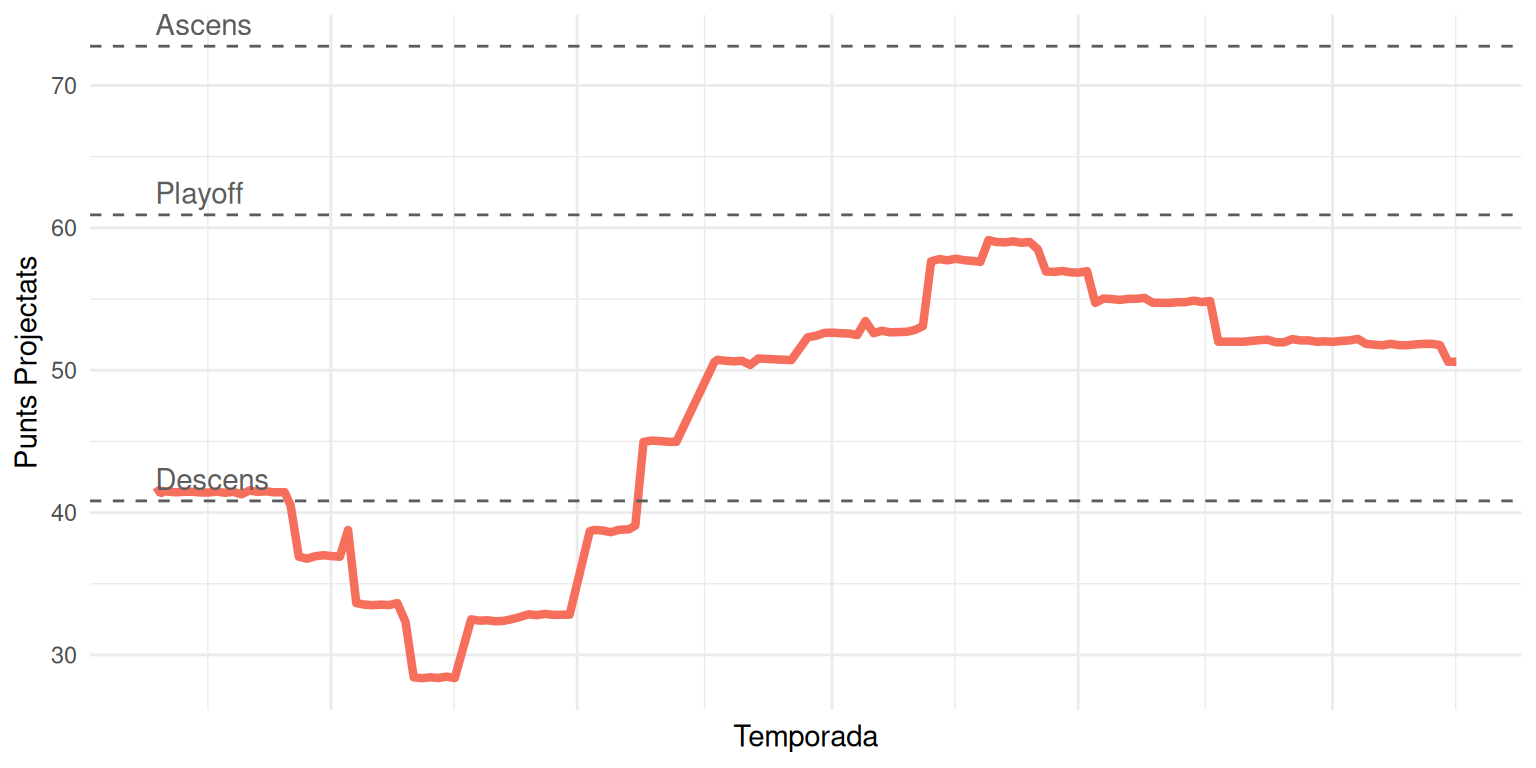 Ascens
70
Playoff
60
Punts Projectats
50
Descens
40
30
Temporada